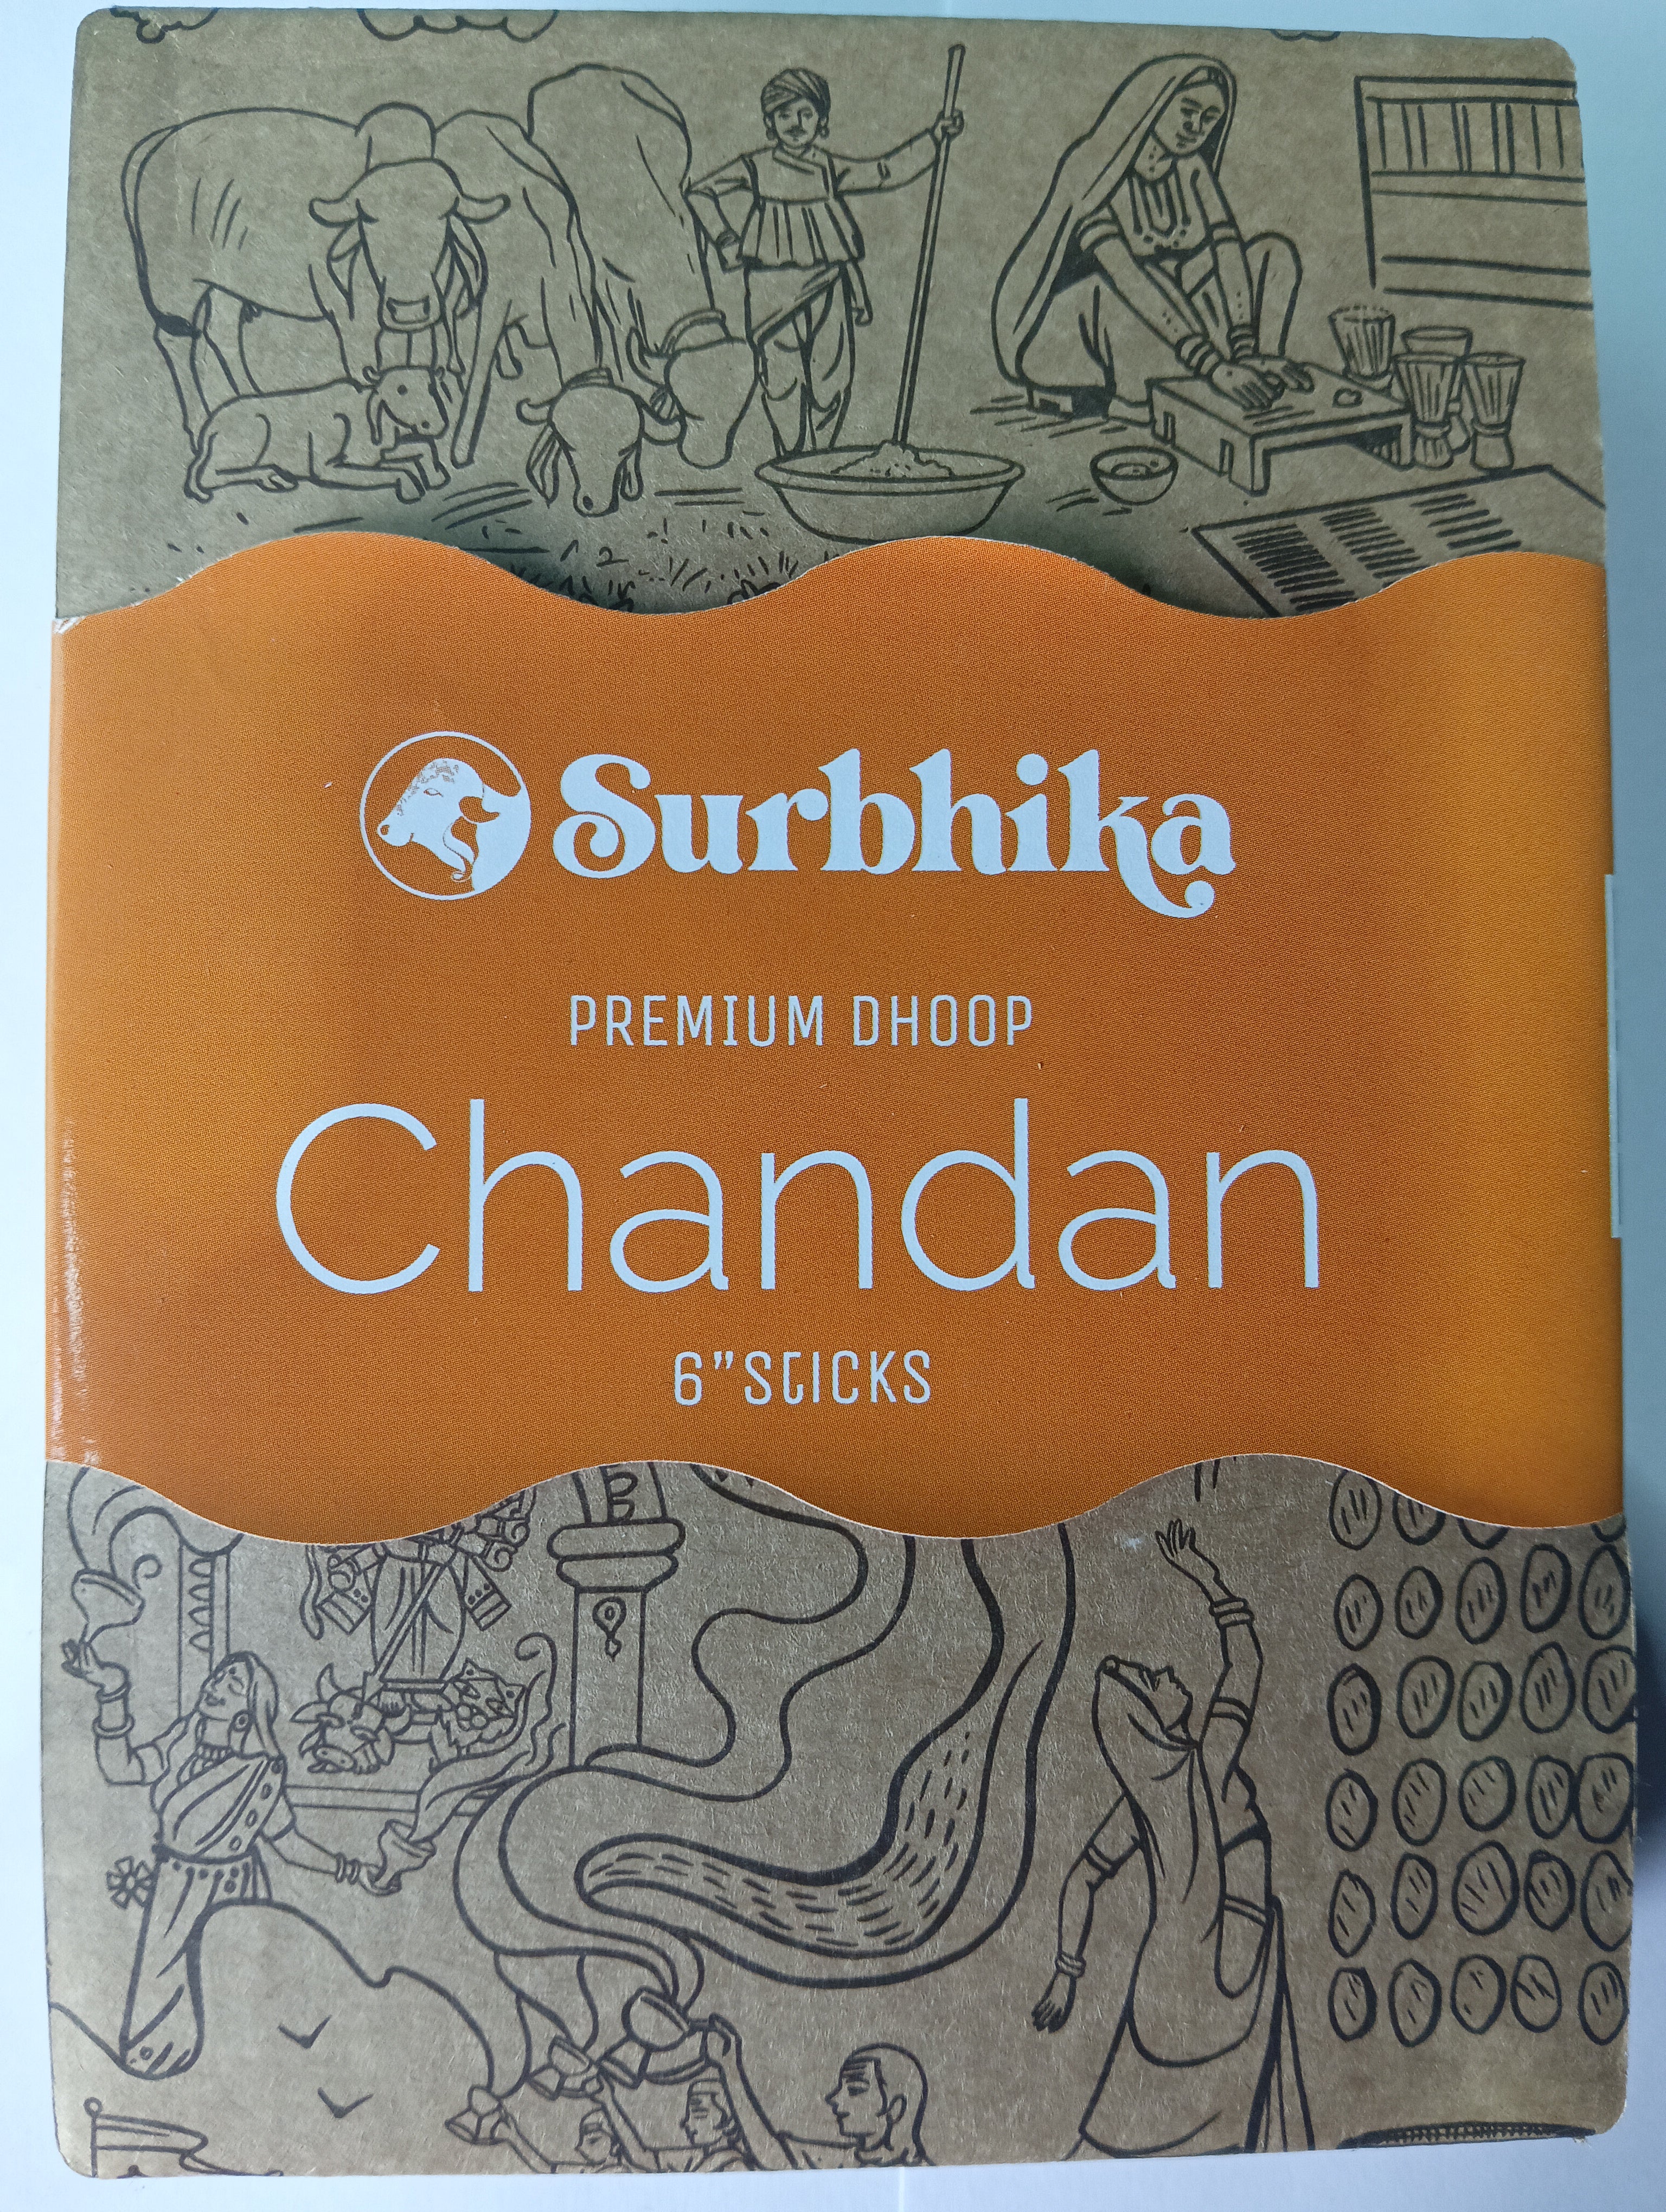 Surbhika
PREMIUM DHOOP
Chandan
6”STICKS